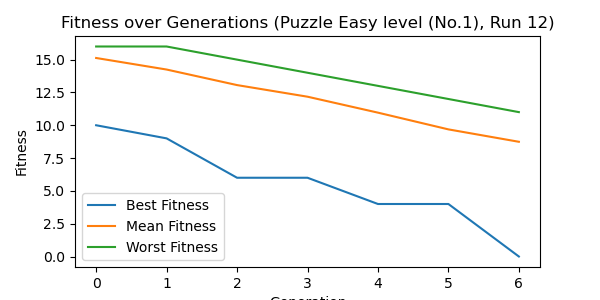 Fitness over Generations (Puzzle Easy level (No.1), Run 12)
15.0
12.5
10.0
7.5
5.0
2.5
0.0
Fitness
Best Fitness
Mean Fitness
Worst Fitness
0 1 2 3 4 5 6
Generation